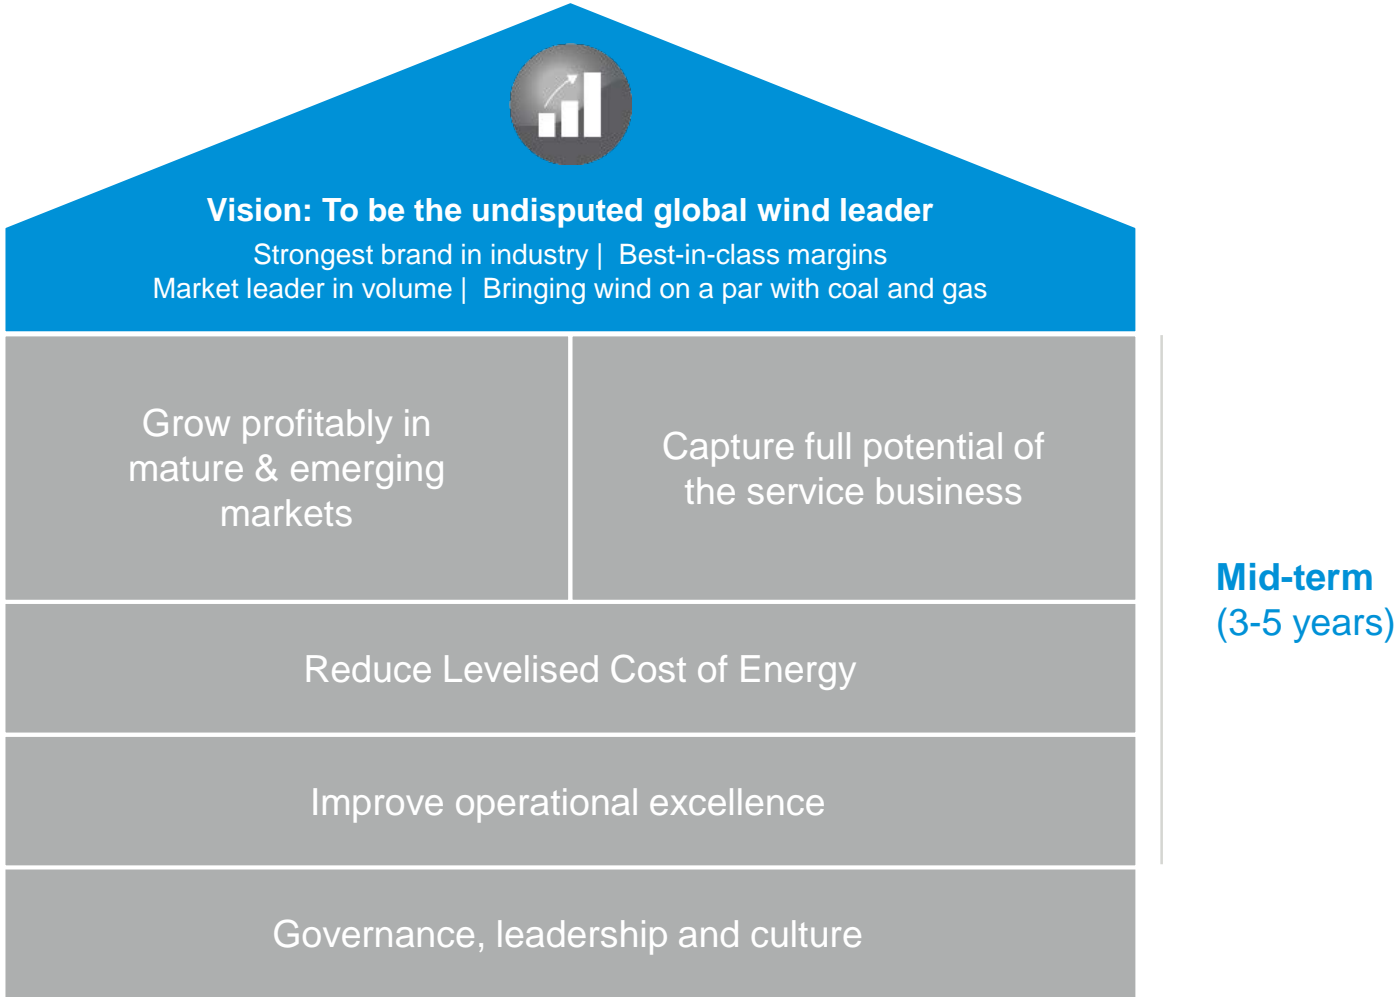 Vision: To be the undisputed global wind leader
Strongest brand in industry | Best-in-class margins
Market leader in volume | Bringing wind on a par with coal and gas
Grow profitably in
mature & emerging
markets
Capture full potential of
the service business
Mid-term
(3-5 years)
Reduce Levelised Cost of Energy
Improve operational excellence
Governance, leadership and culture